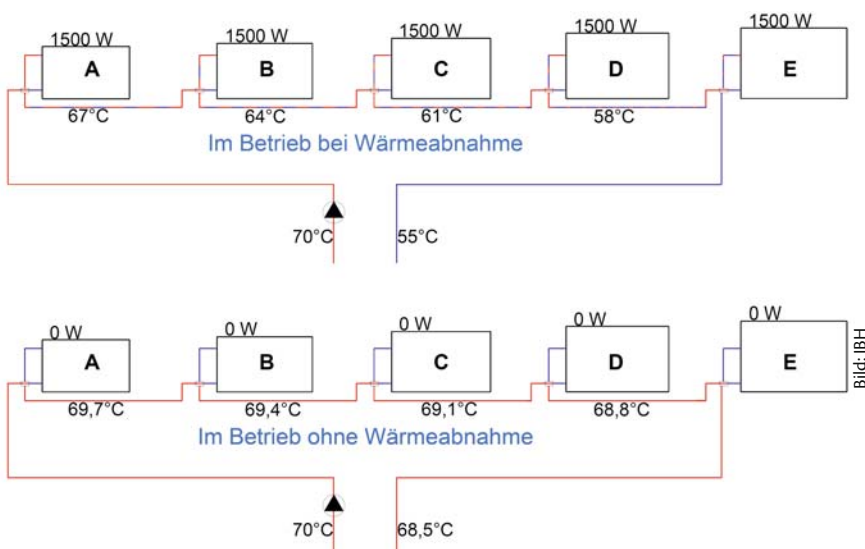 1500 W 1500 W 1500 W 1500 W 1500 W
A B C D E
67°C 64°C 61°C 58°C
Im Betrieb bei Wärmeabnahme
70°C 55°C
0 W 0 W 0 W 0 W 0 W
A B C D E
69,7°C 69,4°C 69,1°C 68,8°C
Im Betrieb ohne Wärmeabnahme
70°C 68,5°C
Bild: IBH